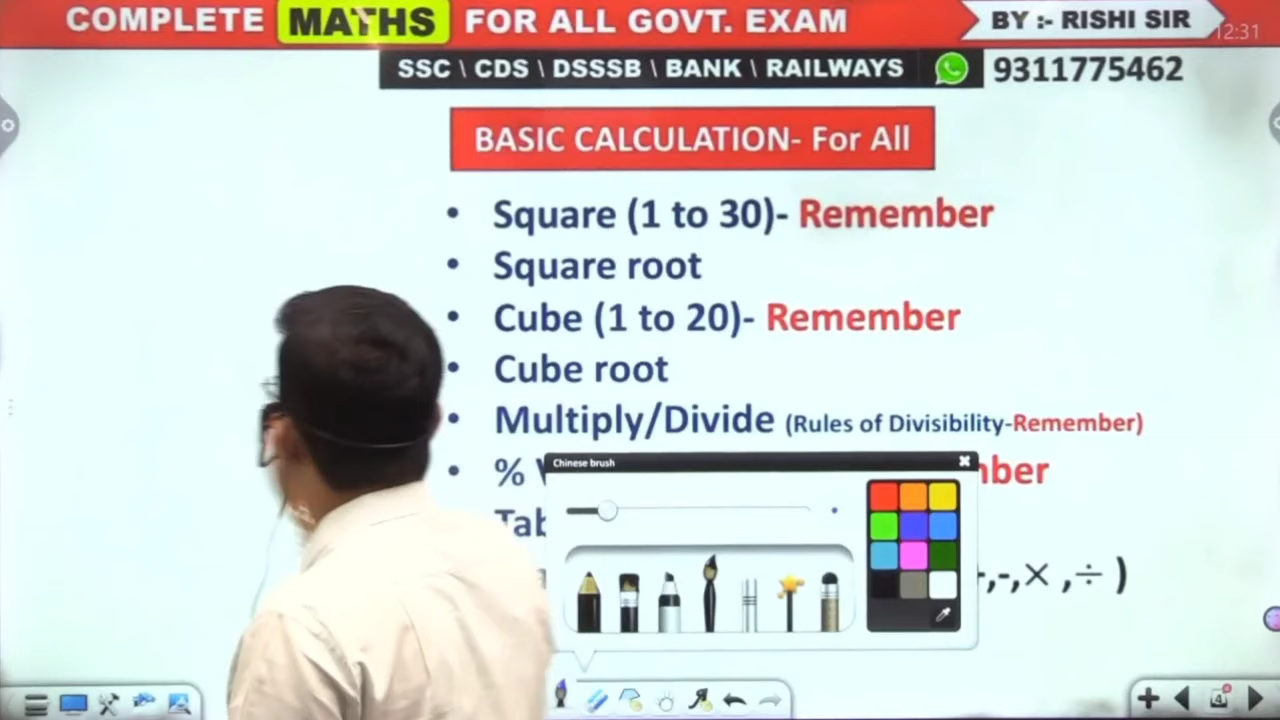 COMPLETE MATHS FOR ALL GOVT. EXAM
BY :- RISHI SIR
12:31
SSC \ CDS \ DSSSB \ BANK \ RAILWAYS
9311775462
BASIC CALCULATION- For All
• Square (1 to 30)- Remember
• Square root
• Cube (1 to 20)- Remember
• Cube root
• Multiply/Divide (Rules of Divisibility-Remember)
• %
Chinese brush
,-,× ,÷ )
4